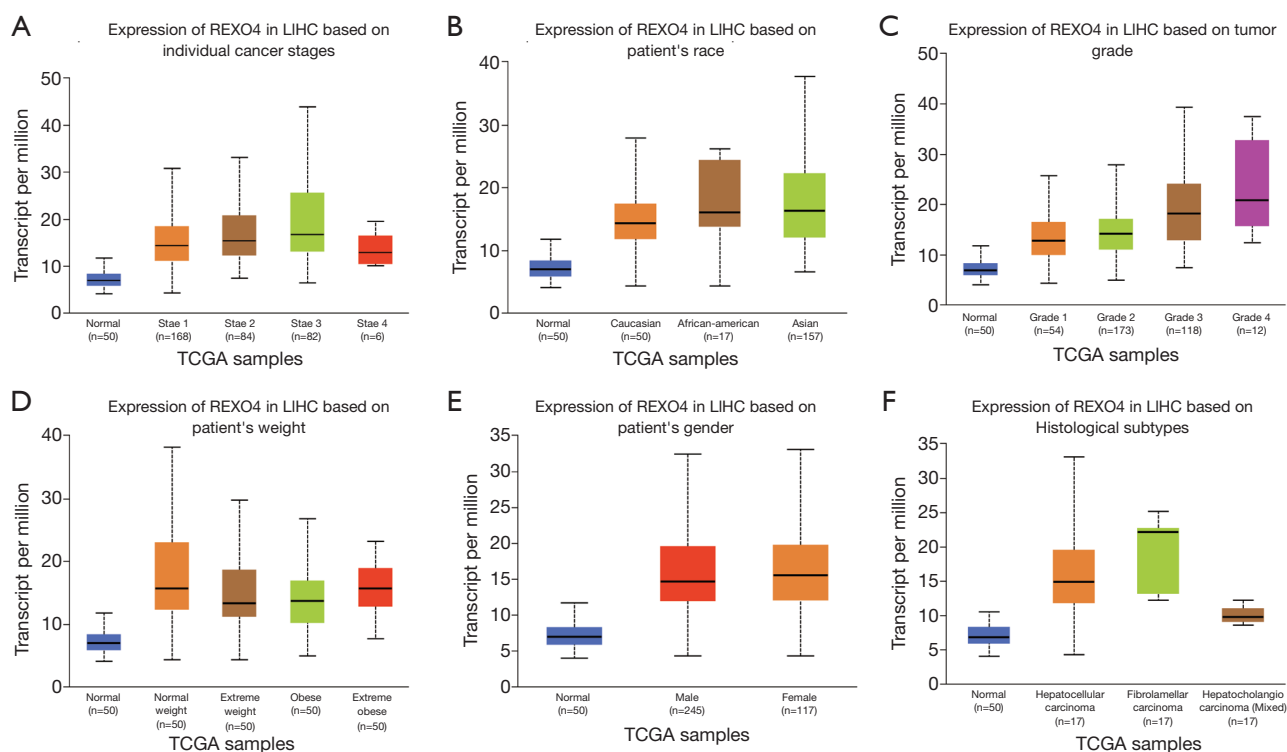 A
Expression of REXO4 in LIHC based on
individual cancer stages
Transcript per million
50
40
30
20
10
0
Normal
(n=50)
Stae 1
(n=168)
Stae 2
(n=84)
Stae 3
(n=82)
Stae 4
(n=6)
TCGA samples
B
Expression of REXO4 in LIHC based on
patient's race
Transcript per million
40
30
20
10
0
Normal
(n=50)
Caucasian
(n=50)
African-american
(n=17)
Asian
(n=157)
TCGA samples
C
Expression of REXO4 in LIHC based on tumor
grade
Transcript per million
50
40
30
20
10
0
Normal
(n=50)
Grade 1
(n=54)
Grade 2
(n=173)
Grade 3
(n=118)
Grade 4
(n=12)
TCGA samples
D
Expression of REXO4 in LIHC based on
patient's weight
Transcript per million
40
30
20
10
0
Normal
(n=50)
Normal
weight
(n=50)
Extreme
weight
(n=50)
Obese
(n=50)
Extreme
obese
(n=50)
TCGA samples
E
Expression of REXO4 in LIHC based on
patient's gender
Transcript per million
35
30
25
20
15
10
5
0
Normal
(n=50)
Male
(n=245)
Female
(n=117)
TCGA samples
F
Expression of REXO4 in LIHC based on
Histological subtypes
Transcript per million
35
30
25
20
15
10
5
0
Normal
(n=50)
Hepatocellular
carcinoma
(n=17)
Fibrolamellar
carcinoma
(n=17)
Hepatocholangio
carcinoma (Mixed)
(n=17)
TCGA samples